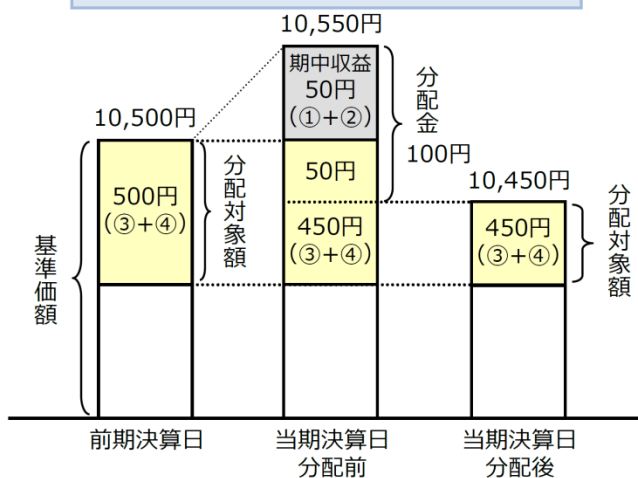 10,550円
期中収益
50円
(①+②)
分配金
100円
10,500円
500円
(③+④)
分配対象額
50円
450円
(③+④)
10,450円
450円
(③+④)
分配対象額
基準価額
前期決算日
当期決算日
分配前
当期決算日
分配後